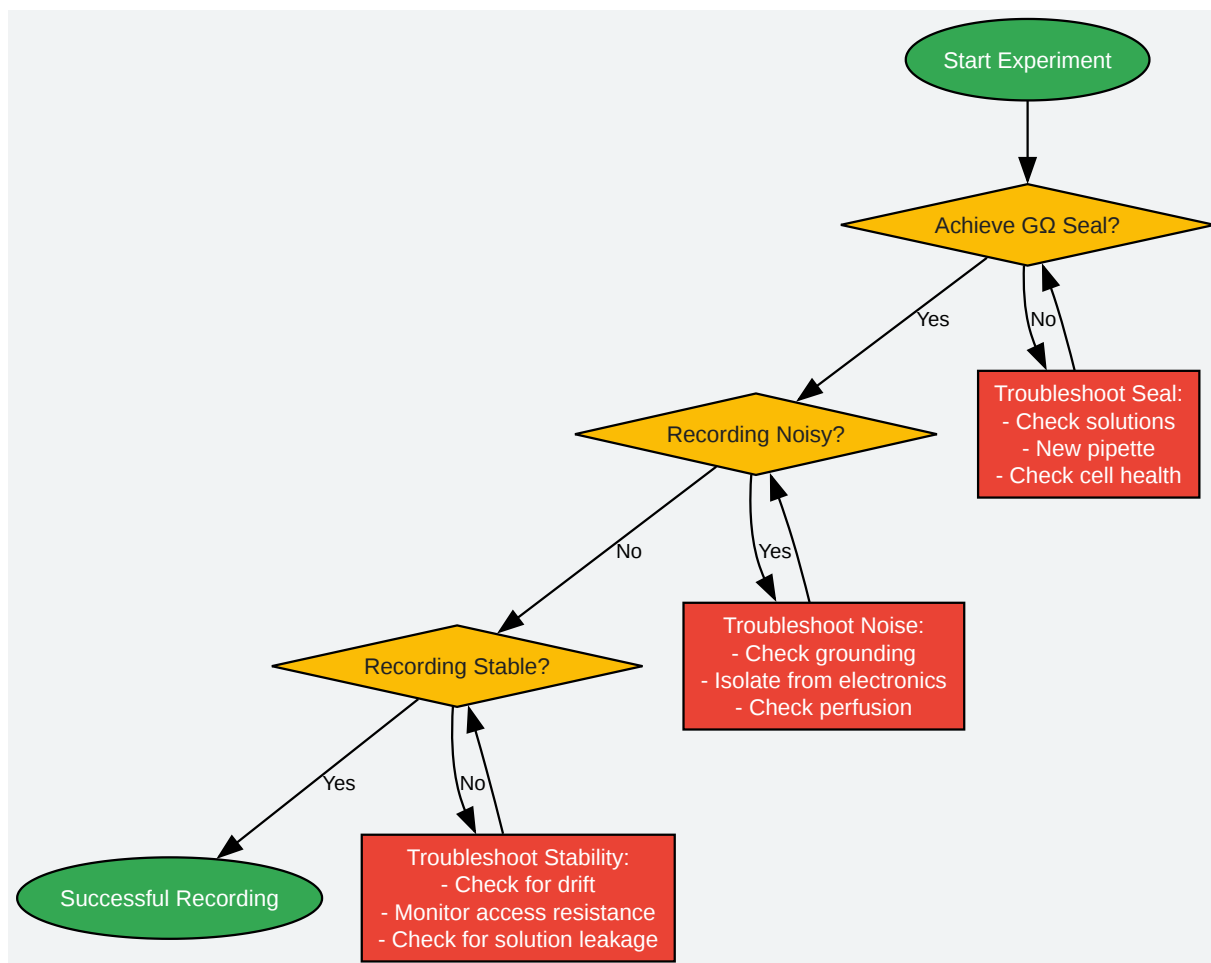 Start Experiment
Achieve GΩ Seal?
Yes
No
Troubleshoot Seal:
- Check solutions
- New pipette
- Check cell health
Recording Noisy?
No
Yes
Troubleshoot Noise:
- Check grounding
- Isolate from electronics
- Check perfusion
Recording Stable?
Yes
No
Troubleshoot Stability:
- Check for drift
- Monitor access resistance
- Check for solution leakage
Successful Recording